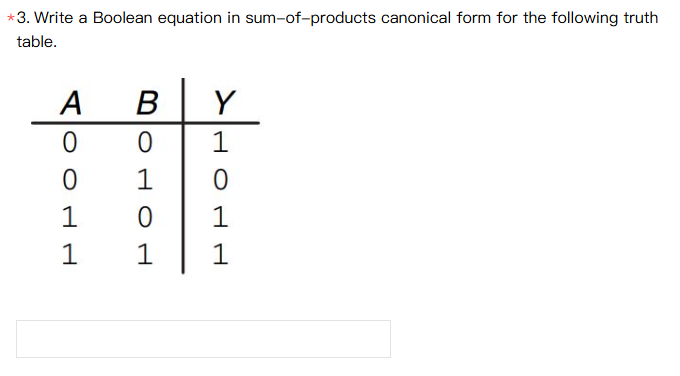 *3. Write a Boolean equation in sum-of-products canonical form for the following truth
table.
A B Y
0 0 1
0 1 0
1 0 1
1 1 1